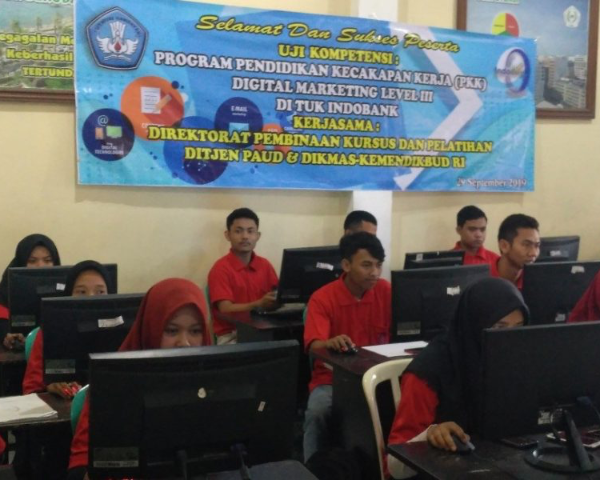 Selamat Dan Sukses Peserta
UJI KOMPETENSI :
PROGRAM PENDIDIKAN KECAKAPAN KERJA (PKK)
DIGITAL MARKETING LEVEL III
DI TUK INDOBANK
KERJASAMA :
DIREKTORAT PEMBINAAN KURSUS DAN PELATIHAN
DITJEN PAUD & DIKMAS-KEMENDIKBUD RI
E-MAIL